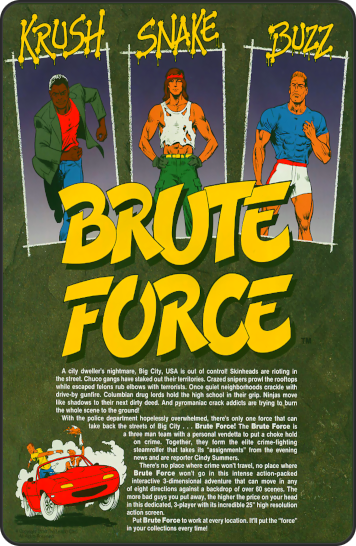 KRUSH
SNAKE
BUZZ
BRUTE
FORCE™
A city dweller's nightmare, Big City, USA is out of control! Skinheads are rioting in
the street. Chuco gangs have staked out their territories. Crazed snipers prowl the rooftops
while escaped felons rub elbows with terrorists. Once quiet neighborhoods crackle with
drive-by gunfire. Columbian drug lords hold the high school in their grip. Ninjas move
like shadows to their next dirty deed. And pyromaniac crack addicts are trying to burn
the whole scene to the ground!
With the police department hopelessly overwhelmed, there's only one force that can
take back the streets of Big City . . . Brute Force! The Brute Force is
a three man team with a personal vendetta to put a choke hold
on crime. Together, they form the elite crime-fighting
steamroller that takes its "assignments" from the evening
news and reporter Cindy Summers.
There's no place where crime won't travel, no place where
Brute Force won't go in this intense action-packed
interactive 3-dimensional adventure that can move in any
of eight directions against a backdrop of over 60 scenes. The
more bad guys you put away, the higher the price on your head
in this dedicated, 3-player with its incredible 25" high resolution
action screen.
Put Brute Force to work at every location. It'll put the "force"
in your collections every time!